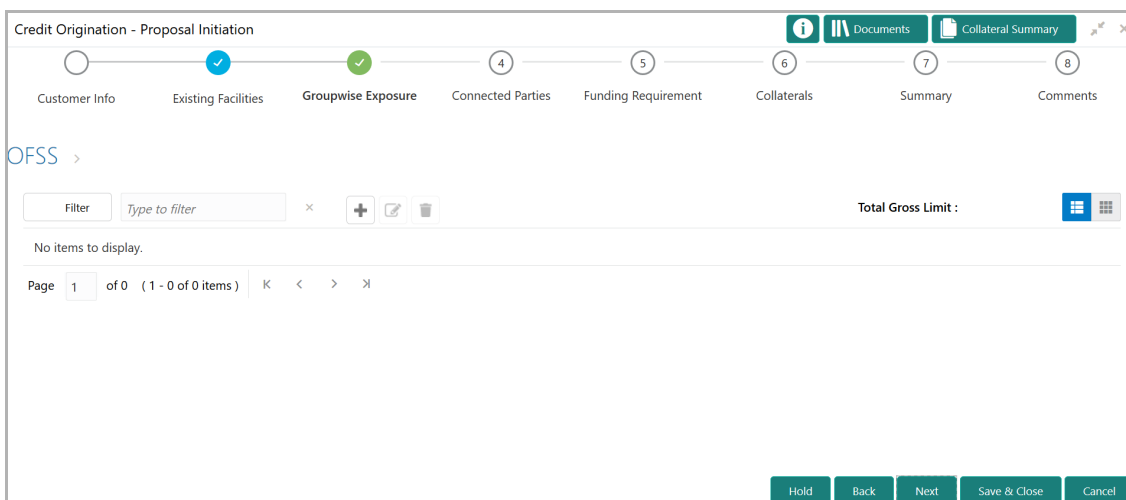 Credit Origination - Proposal Initiation
i Documents Collateral Summary
4 5 6 7 8
Customer Info Existing Facilities Groupwise Exposure Connected Parties Funding Requirement Collaterals Summary Comments
OFSS
Filter Type to filter Total Gross Limit :
No items to display.
Page 1 of 0 ( 1 - 0 of 0 items )
Hold Back Next Save & Close Cancel